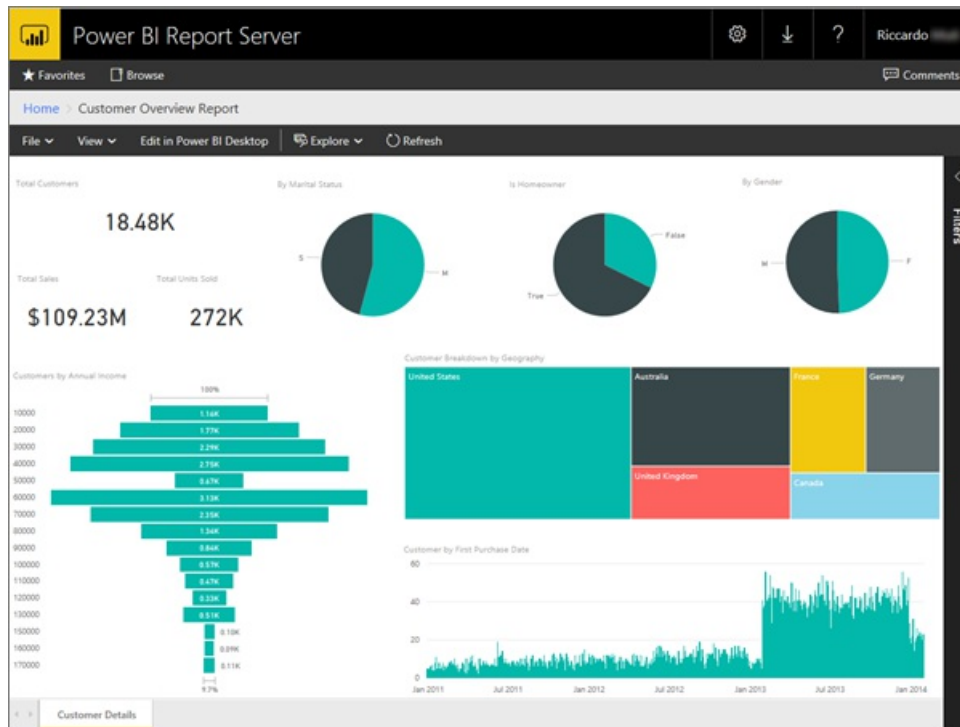 Power BI Report Server
?
Riccardo
Favorites Browse Comments
Home > Customer Overview Report
File View Edit in Power BI Desktop Explore Refresh
Filters
Total Customers
18.48K
Total Sales
$109.23M
Total Units Sold
272K
By Marital Status
S
M
Is Homeowner
False
True
By Gender
M
F
Customers by Annual Income
100%
10000 1.16K
20000 1.77K
30000 2.29K
40000 2.75K
50000 0.67K
60000 3.13K
70000 2.35K
80000 1.36K
90000 0.84K
100000 0.57K
110000 0.47K
120000 0.33K
130000 0.51K
150000 0.10K
160000 0.09K
170000 0.11K
9.7%
Customer Breakdown by Geography
United States
Australia
United Kingdom
France
Germany
Canada
Customer by First Purchase Date
60
40
20
0
Jan 2011 Jul 2011 Jan 2012 Jul 2012 Jan 2013 Jul 2013 Jan 2014
Customer Details